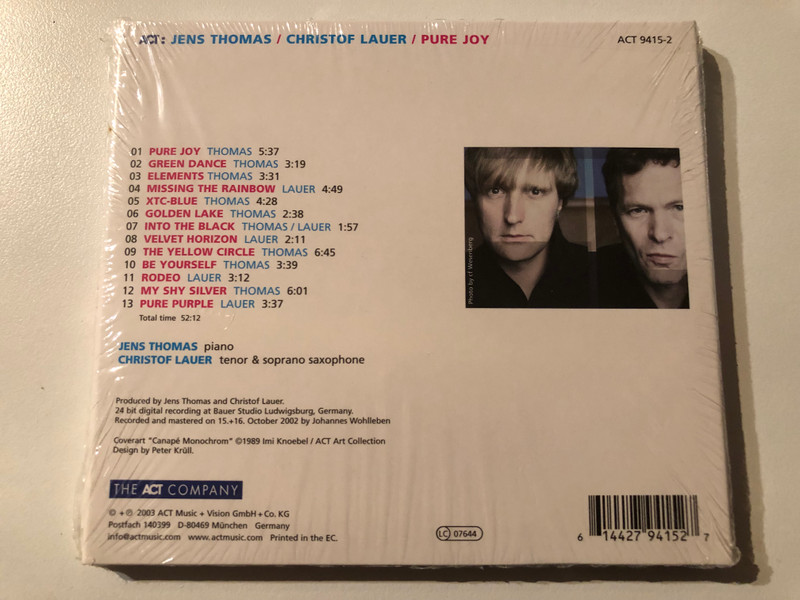 ACT: JENS THOMAS / CHRISTOF LAUER / PURE JOY
ACT 9415-2
01 PURE JOY THOMAS 5:37
02 GREEN DANCE THOMAS 3:19
03 ELEMENTS THOMAS 3:31
04 MISSING THE RAINBOW LAUER 4:49
05 XTC-BLUE THOMAS 4:28
06 GOLDEN LAKE THOMAS 2:38
07 INTO THE BLACK THOMAS / LAUER 1:57
08 VELVET HORIZON LAUER 2:11
09 THE YELLOW CIRCLE THOMAS 6:45
10 BE YOURSELF THOMAS 3:39
11 RODEO LAUER 3:12
12 MY SHY SILVER THOMAS 6:01
13 PURE PURPLE LAUER 3:37
Total time 52:12
Photo by
JENS THOMAS piano
CHRISTOF LAUER tenor & soprano saxophone
Produced by Jens Thomas and Christof Lauer.
24 bit digital recording at Bauer Studio Ludwigsburg, Germany.
Recorded and mastered on 15.+16. October 2002 by Johannes Wohlleben
Coverart "Canapé Monochrom" ©1989 Imi Knoebel / ACT Art Collection
Design by Peter Krüll.
THE ACT COMPANY
© + ℗ 2003 ACT Music + Vision GmbH + Co. KG
Postfach 140399 D-80469 München Germany
info@actmusic.com www.actmusic.com Printed in the EC.
LC 07644
6 14427 94152 7